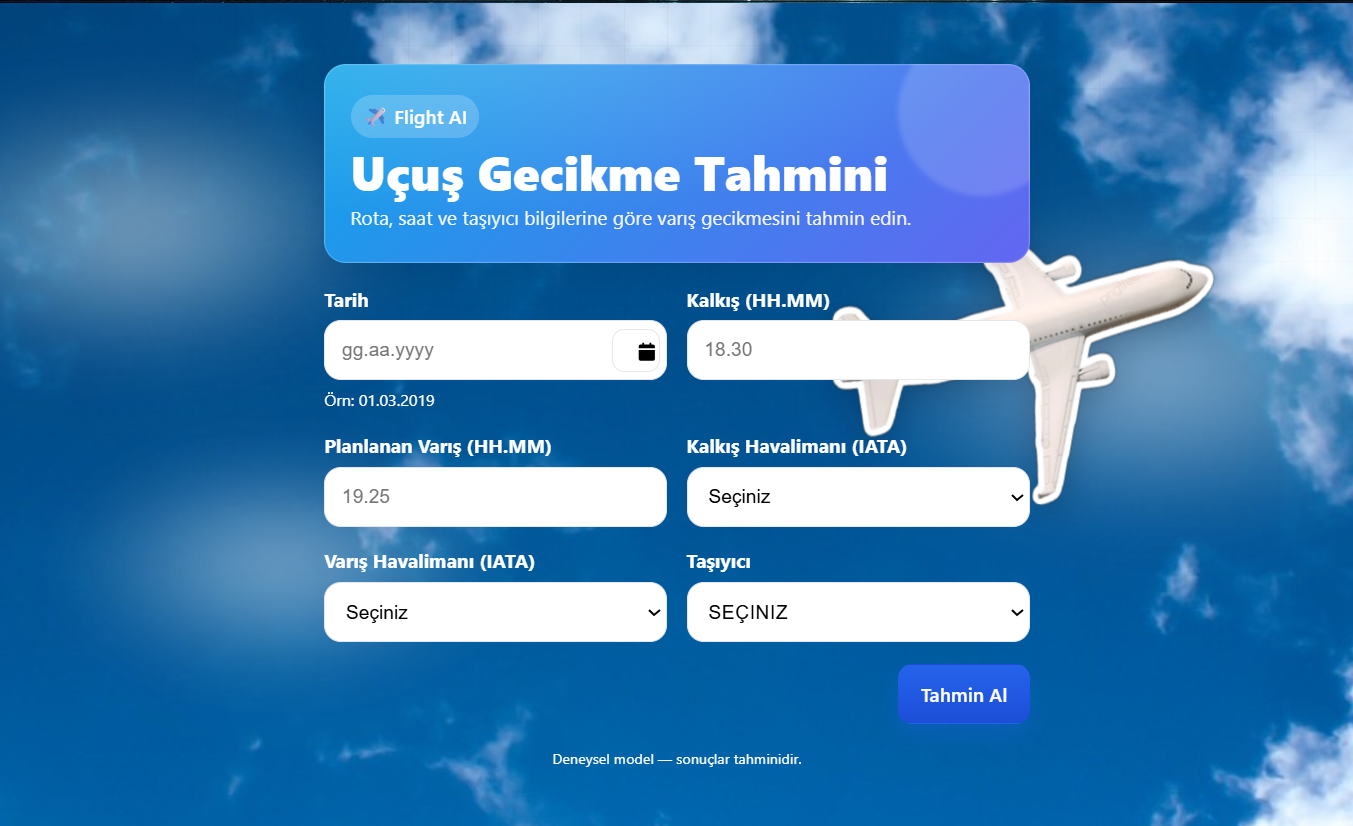 Flight AI
Uçuş Gecikme Tahmini
Rota, saat ve taşıyıcı bilgilerine göre varış gecikmesini tahmin edin.
Tarih
Kalkış (HH.MM)
gg.aa.yyyy
18.30
Örn: 01.03.2019
Planlanan Varış (HH.MM)
Kalkış Havalimanı (IATA)
19.25
Seçiniz
Varış Havalimanı (IATA)
Taşıyıcı
Seçiniz
SEÇINIZ
Tahmin Al
Deneysel model — sonuçlar tahminidir.